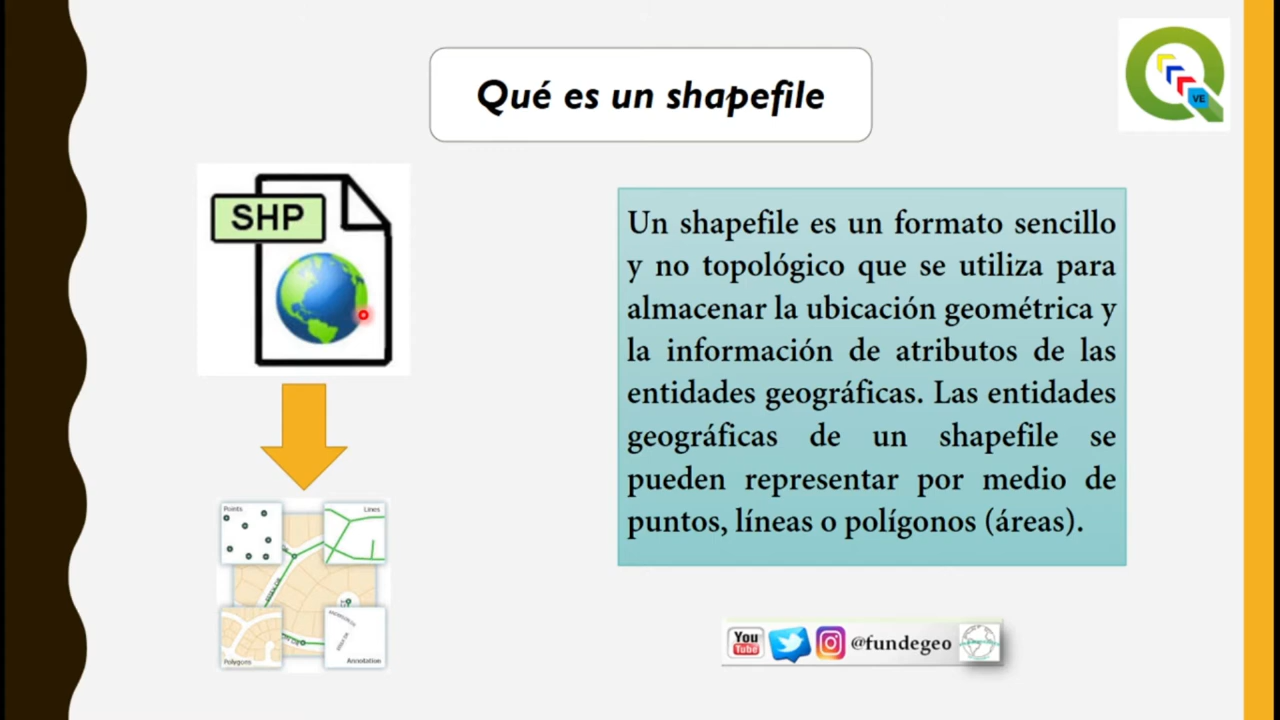 Qué es un shapefile
VE
SHP
Un shapefile es un formato sencillo
y no topológico que se utiliza para
almacenar la ubicación geométrica y
la información de atributos de las
entidades geográficas. Las entidades
geográficas de un shapefile se
pueden representar por medio de
puntos, líneas o polígonos (áreas).
Points
Lines
Polygons
Annotation
You
Tube
@fundegeo